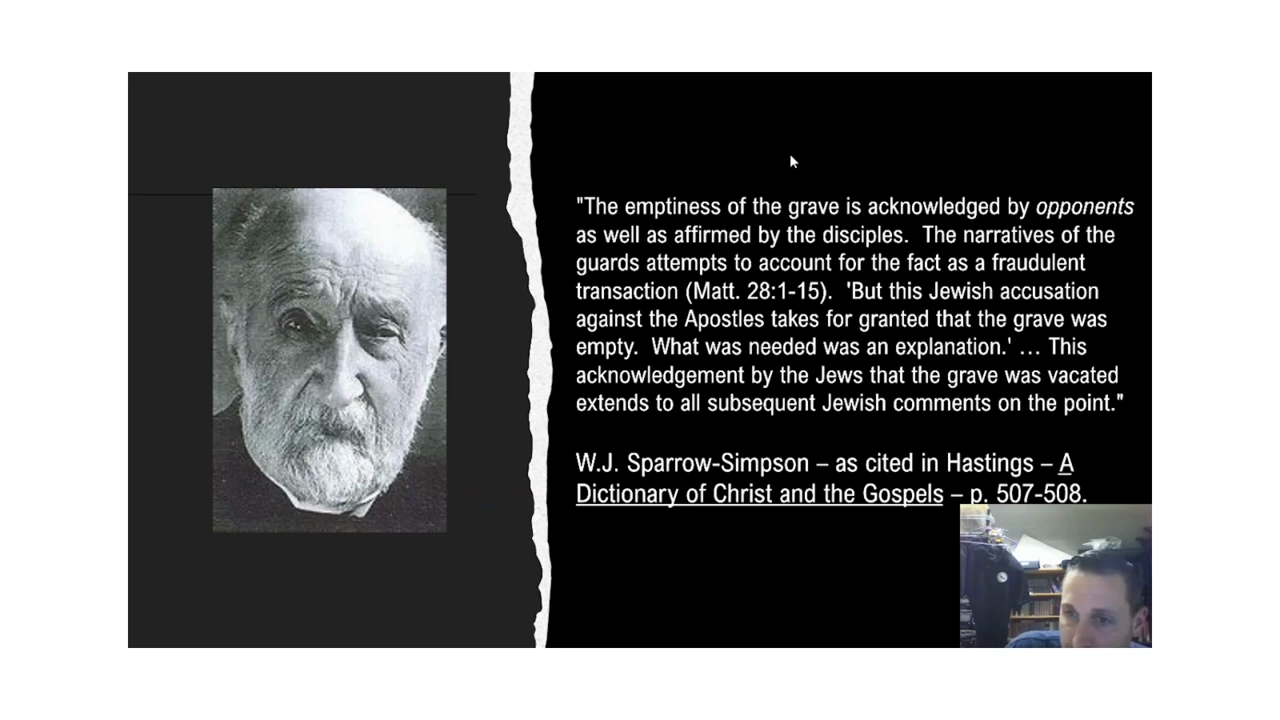 "The emptiness of the grave is acknowledged by opponents
as well as affirmed by the disciples.  The narratives of the
guards attempts to account for the fact as a fraudulent
transaction (Matt. 28:1-15).  'But this Jewish accusation
against the Apostles takes for granted that the grave was
empty.  What was needed was an explanation.' … This
acknowledgement by the Jews that the grave was vacated
extends to all subsequent Jewish comments on the point."
W.J. Sparrow-Simpson – as cited in Hastings – A
Dictionary of Christ and the Gospels – p. 507-508.